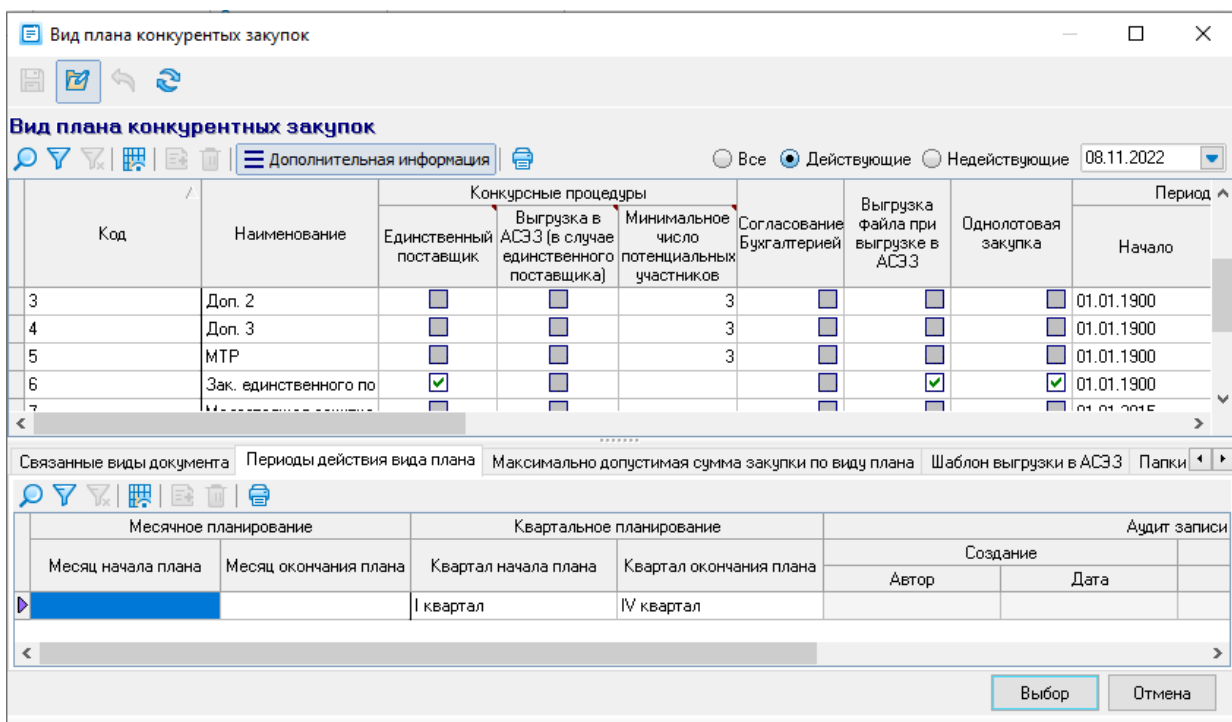 Вид плана конкурентых закупок
Вид плана конкурентных закупок
Дополнительная информация
Все Действующие Недействующие 08.11.2022
Код Наименование Конкурсные процедуры Согласование Бухгалтерией Выгрузка файла при выгрузке в АСЭЗ Однолотовая закупка Период
Единственный поставщик Выгрузка в АСЭЗ (в случае единственного поставщика) Минимальное число потенциальных участников Начало
3 Доп. 2 3 01.01.1900
4 Доп. 3 3 01.01.1900
5 МТР 3 01.01.1900
6 Зак. единственного по 01.01.1900
Связанные виды документа Периоды действия вида плана Максимально допустимая сумма закупки по виду плана Шаблон выгрузки в АСЭЗ Папки
Месячное планирование Квартальное планирование Аудит записи
Месяц начала плана Месяц окончания плана Квартал начала плана Квартал окончания плана Создание
Автор Дата
I квартал IV квартал
Выбор Отмена